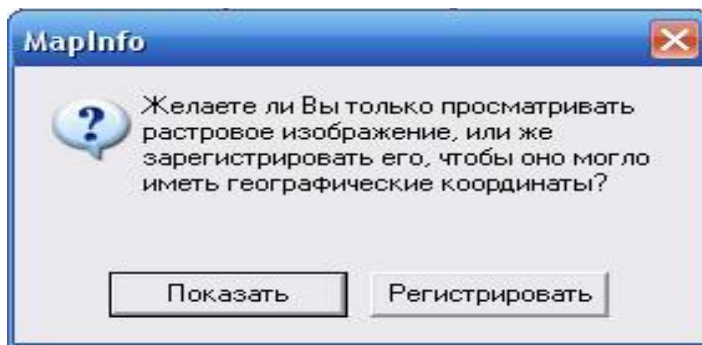 MapInfo
Желаете ли Вы только просматривать
растровое изображение, или же
зарегистрировать его, чтобы оно могло
иметь географические координаты?
Показать
Регистрировать